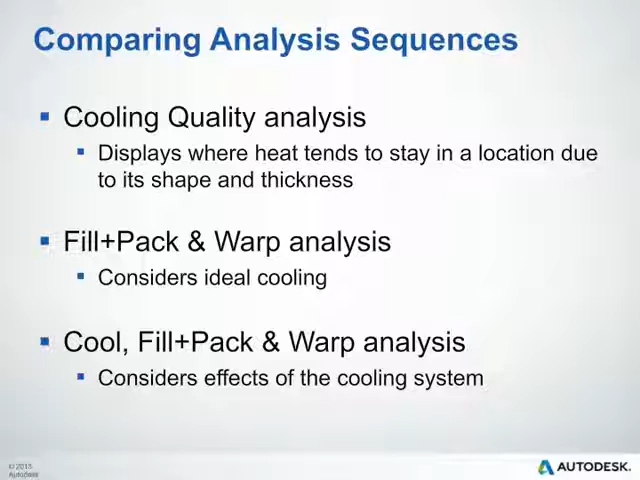 Comparing Analysis Sequences
Cooling Quality analysis
Displays where heat tends to stay in a location due
to its shape and thickness
Fill+Pack & Warp analysis
Considers ideal cooling
Cool, Fill+Pack & Warp analysis
Considers effects of the cooling system
© 2013
Autodesk
AUTODESK.